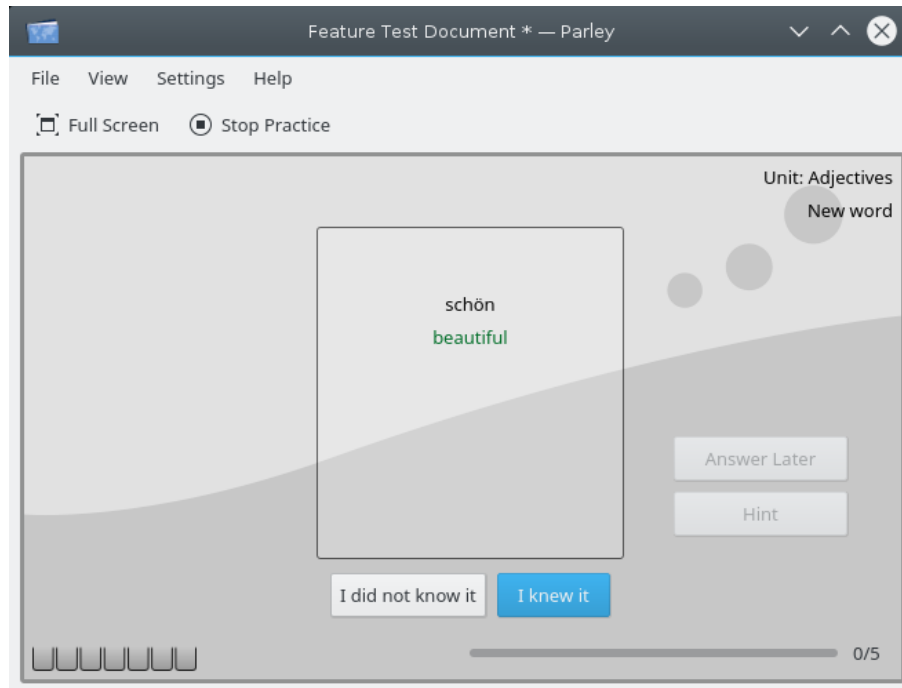 Feature Test Document * — Parley
File View Settings Help
Full Screen Stop Practice
Unit: Adjectives
New word
schön
beautiful
Answer Later
Hint
I did not know it I knew it
0/5